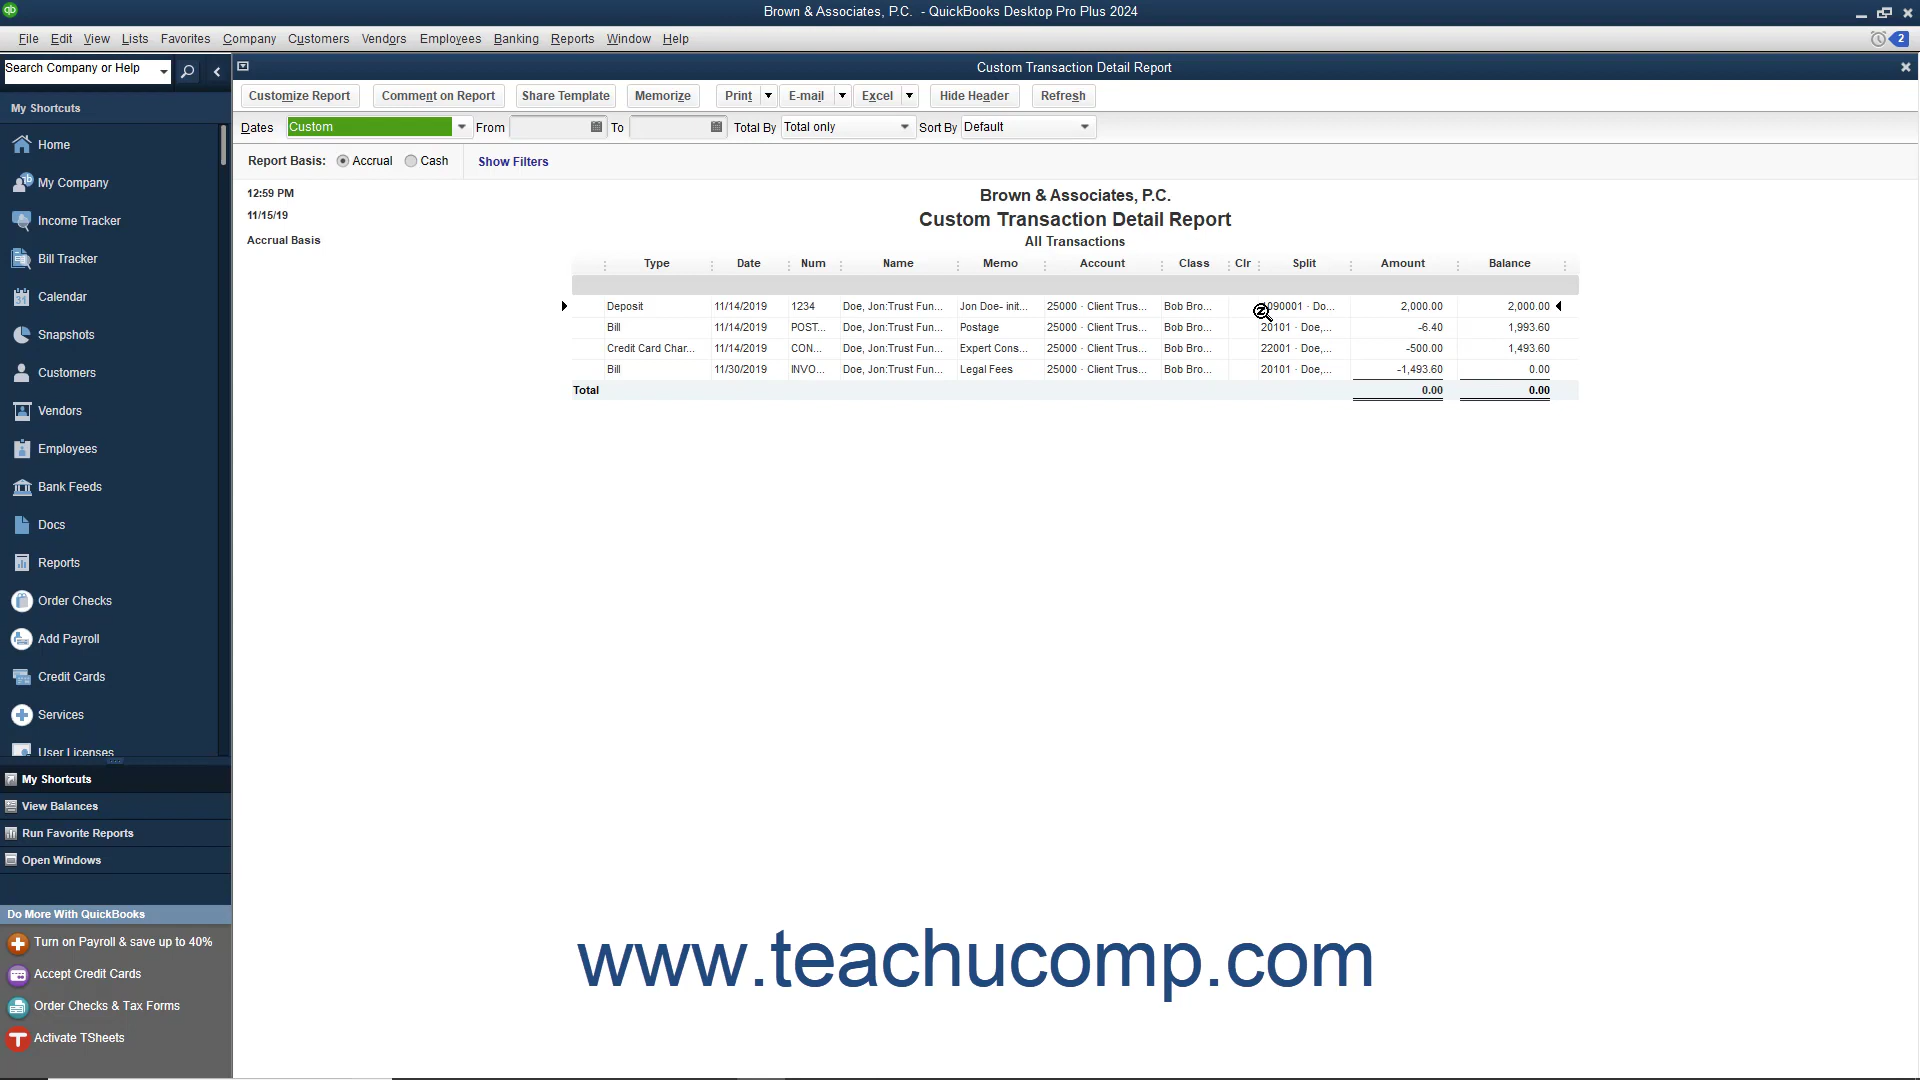 Brown & Associates, P.C. - QuickBooks Desktop Pro Plus 2024
File Edit View Lists Favorites Company Customers Vendors Employees Banking Reports Window Help 2
Search Company or Help
Custom Transaction Detail Report
My Shortcuts
Home
My Company
Income Tracker
Bill Tracker
Calendar
Snapshots
Customers
Vendors
Employees
Bank Feeds
Docs
Reports
Order Checks
Add Payroll
Credit Cards
Services
User Licenses
My Shortcuts
View Balances
Run Favorite Reports
Open Windows
Do More With QuickBooks
Turn on Payroll & save up to 40%
Accept Credit Cards
Order Checks & Tax Forms
Activate TSheets
Customize Report Comment on Report Share Template Memorize Print E-mail Excel Hide Header Refresh
Dates Custom From To Total By Total only Sort By Default
Report Basis: Accrual Cash Show Filters
12:59 PM
11/15/19
Accrual Basis
Brown & Associates, P.C.
Custom Transaction Detail Report
All Transactions
Type Date Num Name Memo Account Class Clr Split Amount Balance
Deposit 11/14/2019 1234 Doe, Jon:Trust Fun... Jon Doe- init... 25000 · Client Trus... Bob Bro... Do... 2,000.00 2,000.00
Bill 11/14/2019 POST... Doe, Jon:Trust Fun... Postage 25000 · Client Trus... Bob Bro... 20101 · Doe,... -6.40 1,993.60
Credit Card Char... 11/14/2019 CON... Doe, Jon:Trust Fun... Expert Cons... 25000 · Client Trus... Bob Bro... 22001 · Doe,... -500.00 1,493.60
Bill 11/30/2019 INVO... Doe, Jon:Trust Fun... Legal Fees 25000 · Client Trus... Bob Bro... 20101 · Doe,... -1,493.60 0.00
Total 0.00 0.00
www.teachucomp.com